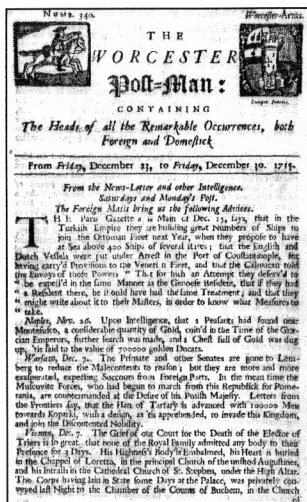 Numb. 340.
Worcester-Arms.
THE
WORCESTER
Post-Man:
CONTAINING
The Heads of all the Remarkable Occurrences, both
Foreign and Domestick
From Friday, December 23, to Friday, December 30. 1715.
From the News-Letter and other Intelligence.
Saturdays and Monday's Post.
The Foreign Mails bring us the following Advices.
THE Paris Gazette a la Main of Dec. 25, says, that in the
Turkish Empire they are building great Numbers of Ships to
join the Ottoman Fleet next Year, when they propose to have
at Sea above 400 Ships of several Rates; that the English and
Dutch Vessels were put under Arrest in the Port of Constantinople, for
having carry'd Provisions to the Veneti n Fleet, and that the told
the Envoys of those Powers, " That for such an Attempt they deserv'd to
" be expell'd in the same Manner as the Genoese Resident, that if they had
" a Resident there, he should have had the same Treatment; and that they
" might write about it to their Masters, in order to know what Measures to
" take.
Naples, Nov. 26. Upon Intelligence, that 2 Peasants had found near
a considerable Quantity of Gold, coin'd in the Time of the Gre-
cian Emperors, further search was made, and a Chest full of Gold was dug
up, 'tis said to the value of 700000 golden Ducats.
Warsaw, Dec. 7. The Private and other Senates are gone to Lem-
berg to reduce the Malecontents to reason; but they are more and more
exasperated, expecting Succours from Foreign Parts. In the mean time the
Muscovite Forces, who had begun to march from this Republick for Pome-
rania, are countermanded at the Desire of his Polish Majesty. Letters from
the Frontiers say, that the Han of Tartary is advanced with 100000 Men
towards with a design, as 'tis apprehended, to invade this Kingdom,
and join the Discontented Nobility.
Vienna, Dec. 7. The Grief of our Court for the Death of the Elector of
Triers is so great, that none of the Royal Family admitted any body to their
Presence for 2 Days. His Highness's Body is Embalmed, his Heart is buried
in the Chappel of Loretta, in the principal Church of the
and his Intrails in the Cathedral Church of St. Stephen, under the High Altar.
The Corps having lain in State some Days at the Palace, was privately con-
veyed last Night to the Chamber of the Counts of in the Church